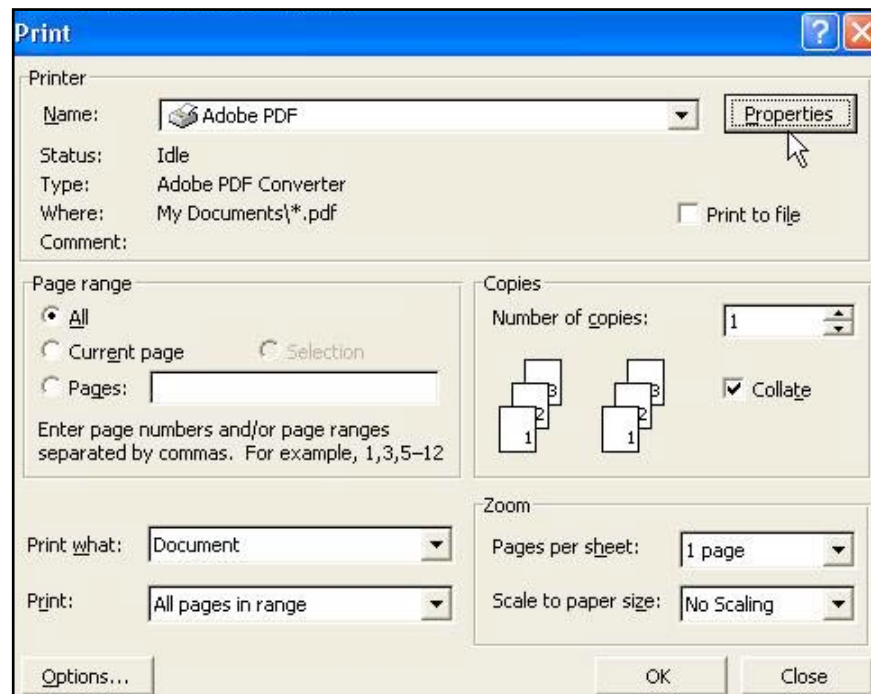 Print
Printer
Name: Adobe PDF Properties
Status: Idle
Type: Adobe PDF Converter
Where: My Documents\*.pdf Print to file
Comment:
Page range
All
Current page Selection
Pages:
Enter page numbers and/or page ranges
separated by commas. For example, 1,3,5–12
Copies
Number of copies: 1
3 3
2 2
1 1
Collate
Print what: Document
Print: All pages in range
Zoom
Pages per sheet: 1 page
Scale to paper size: No Scaling
Options... OK Close